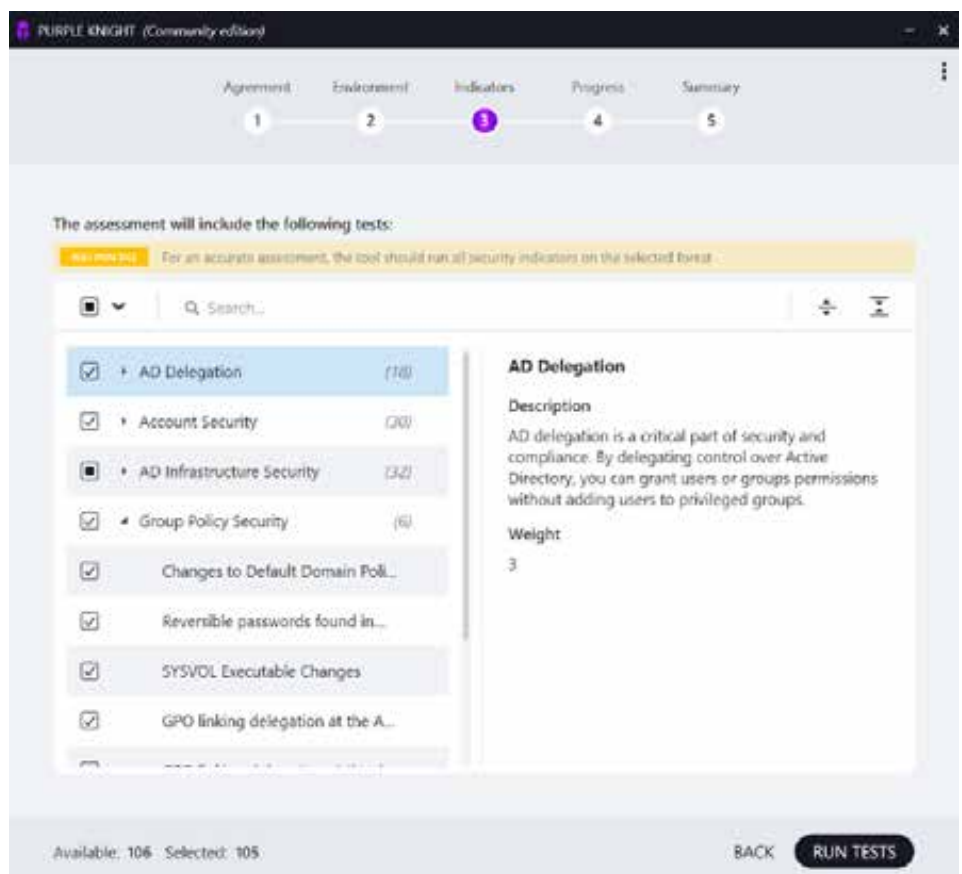 PURPLE KNIGHT (Community edition)
Agreement Environment Indicators Progress Summary
1 2 3 4 5
The assessment will include the following tests:
For an accurate assessment, the tool should run all security indicators on the selected forest
Search...
AD Delegation
Account Security
AD Infrastructure Security (32)
Group Policy Security (6)
Changes to Default Domain Poli...
Reversible passwords found in...
SYSVOL Executable Changes
GPO linking delegation at the A...
AD Delegation
Description
AD delegation is a critical part of security and
compliance. By delegating control over Active
Directory, you can grant users or groups permissions
without adding users to privileged groups.
Weight
3
Available: 106 Selected: 105
BACK RUN TESTS